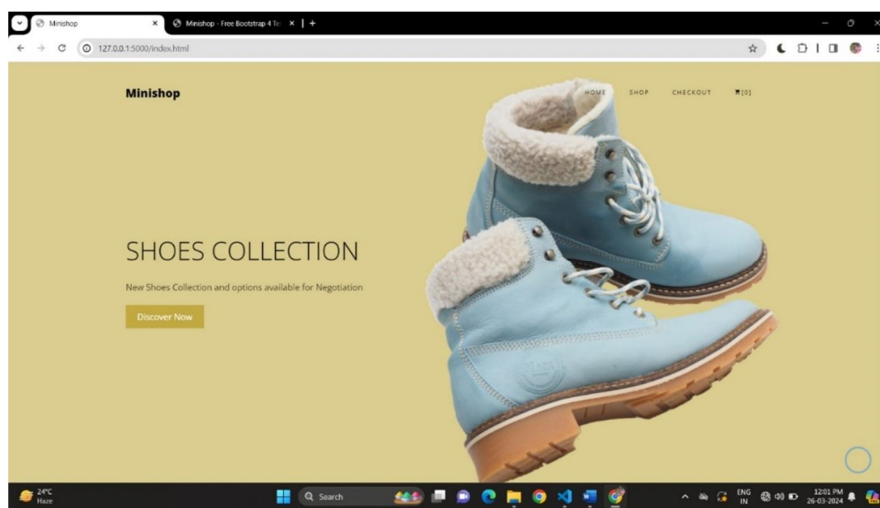 Minishop
Minishop - Free Bootstrap 4 Te
127.0.0.1:5000/index.html
Minishop
HOME SHOP CHECKOUT [0]
SHOES COLLECTION
New Shoes Collection and options available for Negotiation
Discover Now
24°C
Haze
Search
ENG
IN
12:01 PM
26-03-2024